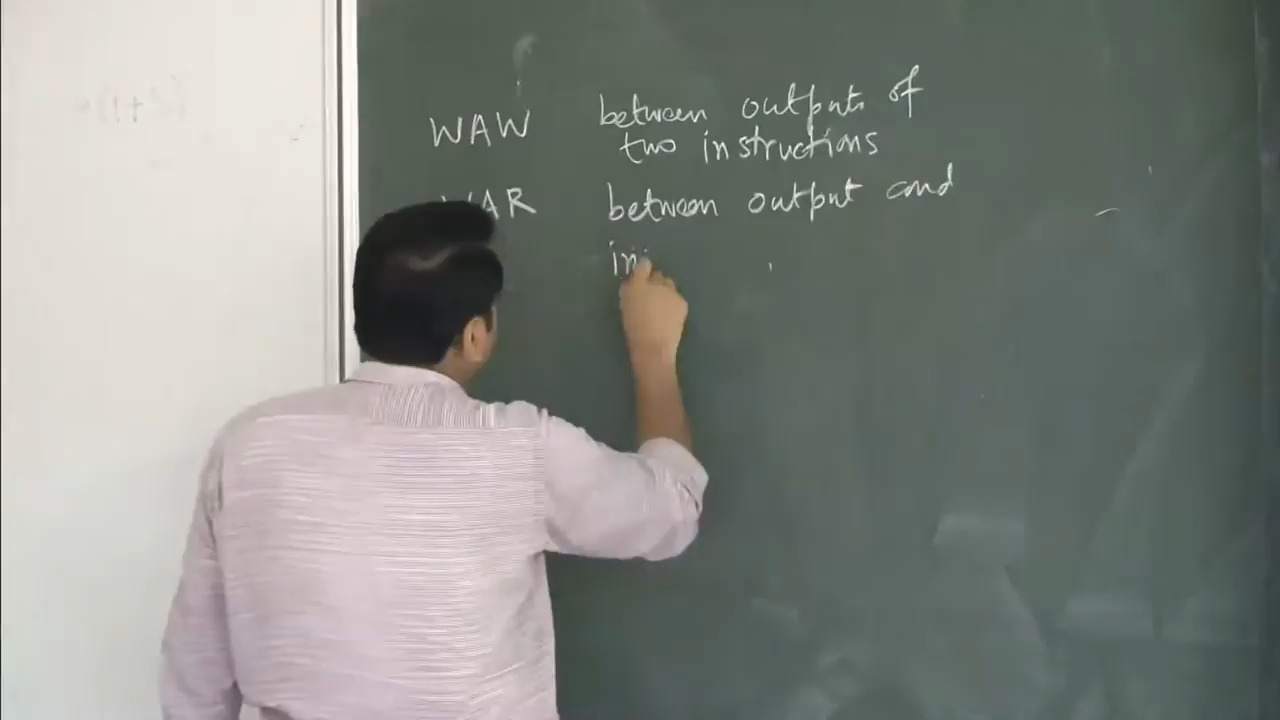 WAW between outputs of
two instructions
WAR between output and
in